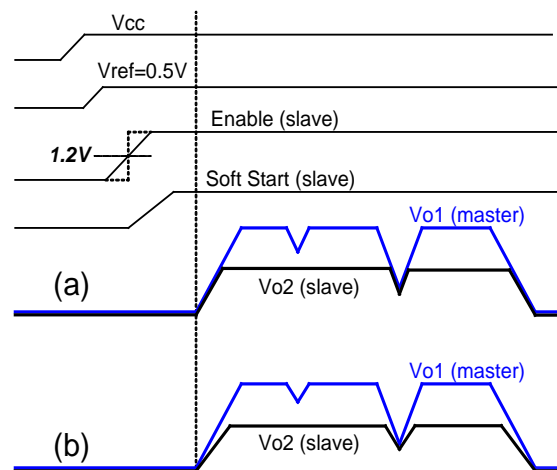 Vcc
Vref=0.5V
Enable (slave)
1.2V
Soft Start (slave)
Vo1 (master)
(a)
Vo2 (slave)
Vo1 (master)
Vo2 (slave)
(b)